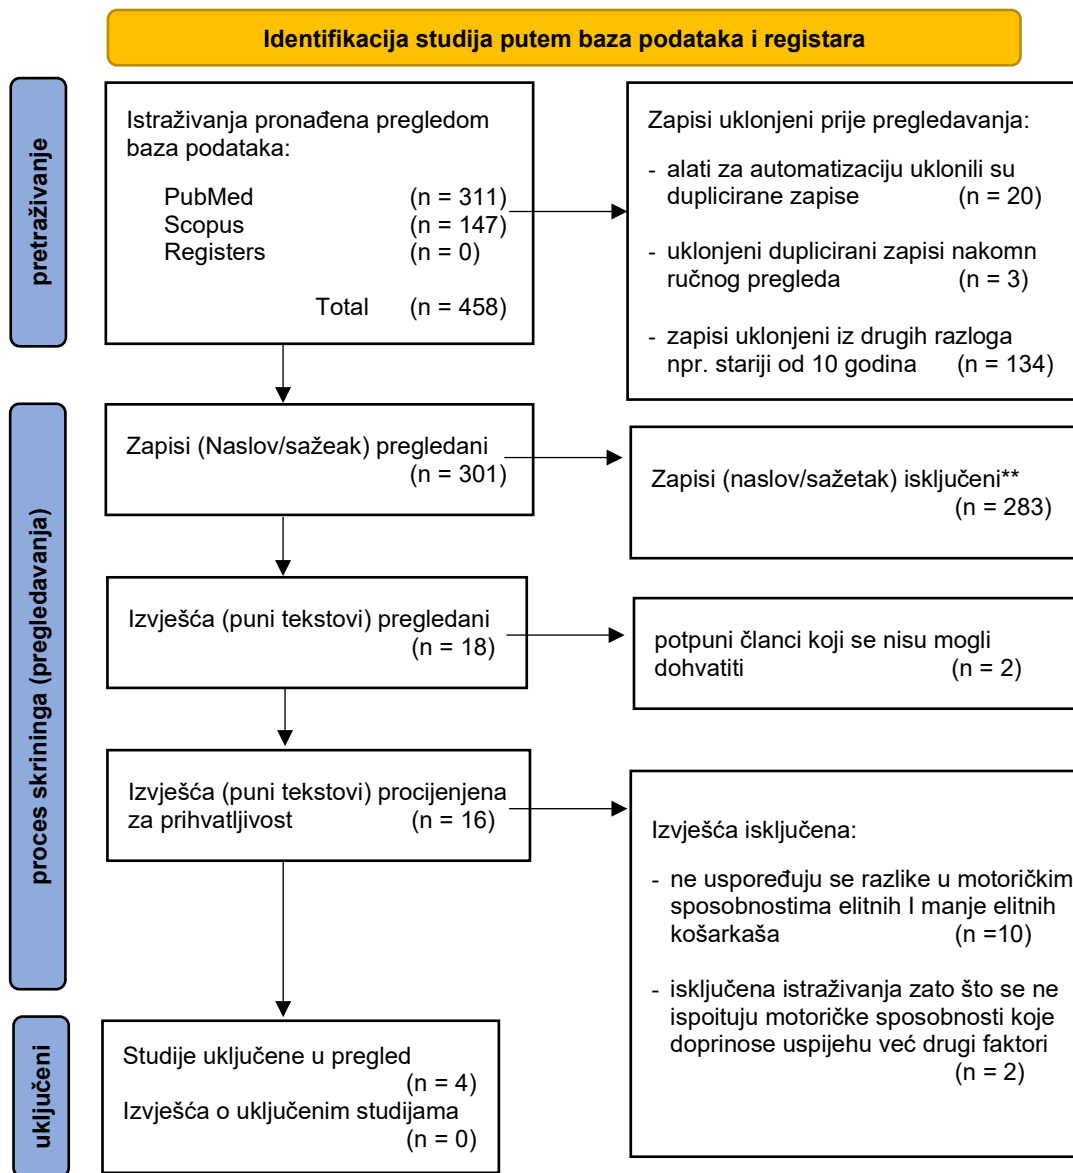 Identifikacija studija putem baza podataka i registara
pretraživanje
Istraživanja pronađena pregledom
baza podataka:
PubMed (n = 311)
Scopus (n = 147)
Registers (n = 0)
Total (n = 458)
Zapisi uklonjeni prije pregledavanja:
- alati za automatizaciju uklonili su
duplicirane zapise (n = 20)
- uklonjeni duplicirani zapisi nakomn
ručnog pregleda (n = 3)
- zapisi uklonjeni iz drugih razloga
npr. stariji od 10 godina (n = 134)
proces skrininga (pregledavanja)
Zapisi (Naslov/sažeak) pregledani
(n = 301)
Zapisi (naslov/sažetak) isključeni**
(n = 283)
Izvješća (puni tekstovi) pregledani
(n = 18)
potpuni članci koji se nisu mogli
dohvatiti (n = 2)
Izvješća (puni tekstovi) procijenjena
za prihvatljivost (n = 16)
Izvješća isključena:
- ne uspoređuju se razlike u motoričkim
sposobnostima elitnih I manje elitnih
košarkaša (n =10)
- isključena istraživanja zato što se ne
ispoituju motoričke sposobnosti koje
doprinose uspijehu već drugi faktori
(n = 2)
uključeni
Studije uključene u pregled
(n = 4)
Izvješća o uključenim studijama
(n = 0)